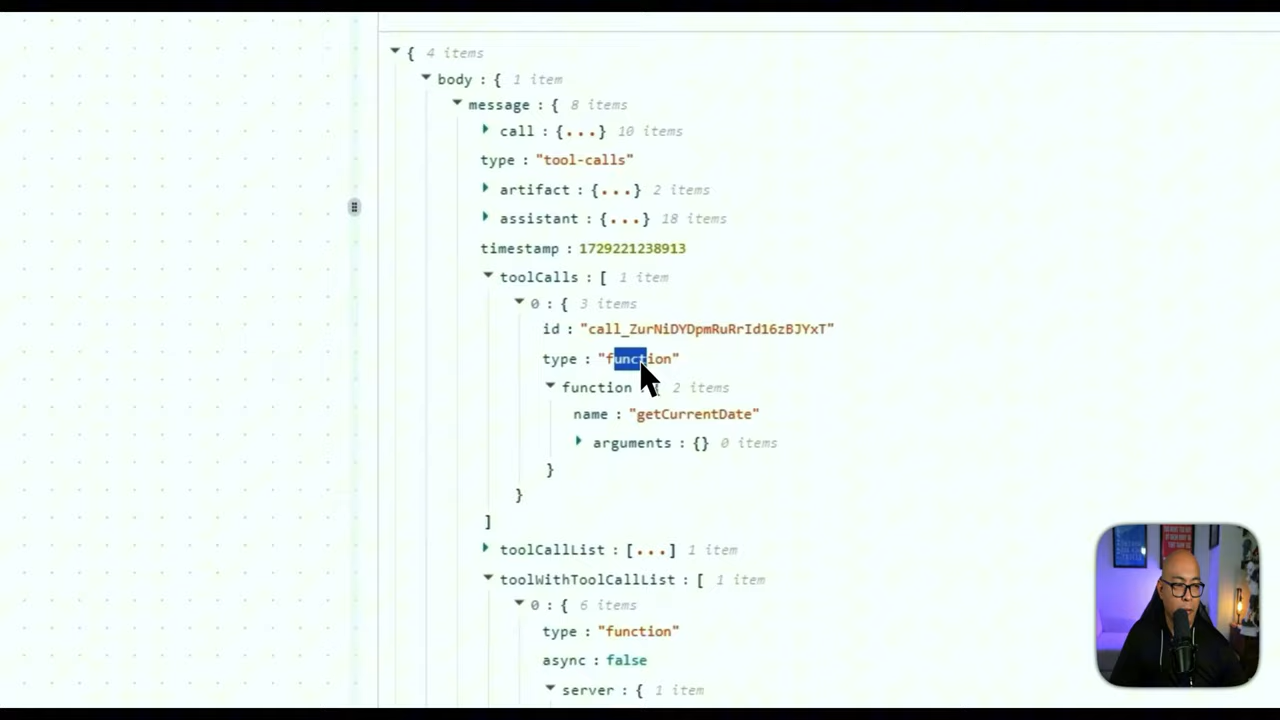 { 4 items
body : { 1 item
message : { 8 items
call : {...} 10 items
type : "tool-calls"
artifact : {...} 2 items
assistant : {...} 18 items
timestamp : 1729221238913
toolCalls : [ 1 item
0 : { 3 items
id : "call_ZurNiDYDpmRuRrId16zBJYxT"
type : "function"
function : { 2 items
name : "getCurrentDate"
arguments : {} 0 items
}
}
]
toolCallList : [...] 1 item
toolWithToolCallList : [ 1 item
0 : { 6 items
type : "function"
async : false
server : { 1 item